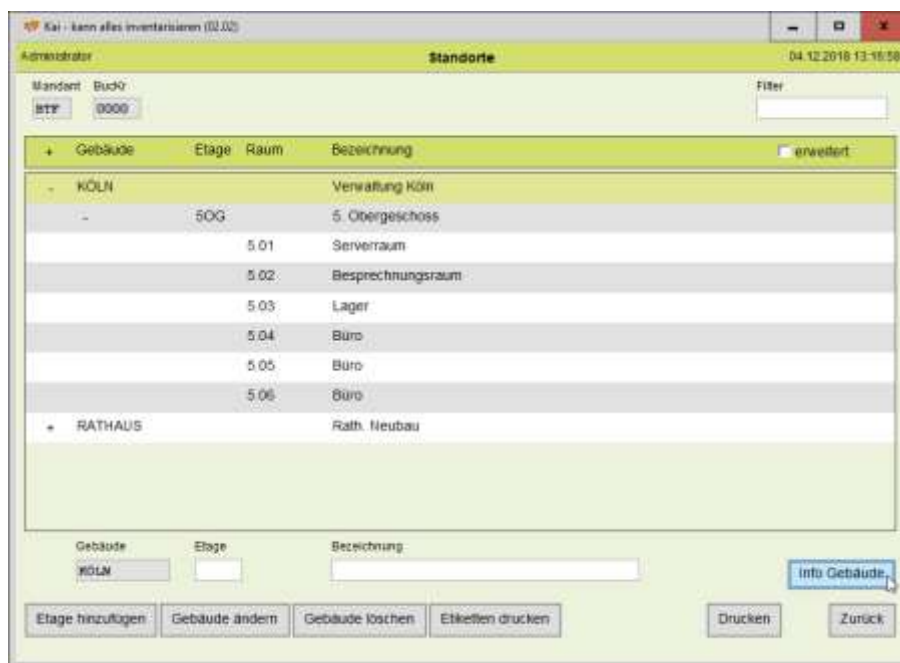 Kai - kann alles inventarisieren (02.02)
Administrator Standorte 04.12.2018 13:16:58
Mandant BucKr Filter
BTF 0000
+ Gebäude Etage Raum Bezeichnung erweitert
- KÖLN Verwaltung Köln
- 5OG 5. Obergeschoss
5.01 Serverraum
5.02 Besprechnungsraum
5.03 Lager
5.04 Büro
5.05 Büro
5.06 Büro
+ RATHAUS Rath. Neubau
Gebäude Etage Bezeichnung
KÖLN
Info Gebäude
Etage hinzufügen Gebäude ändern Gebäude löschen Etiketten drucken Drucken Zurück